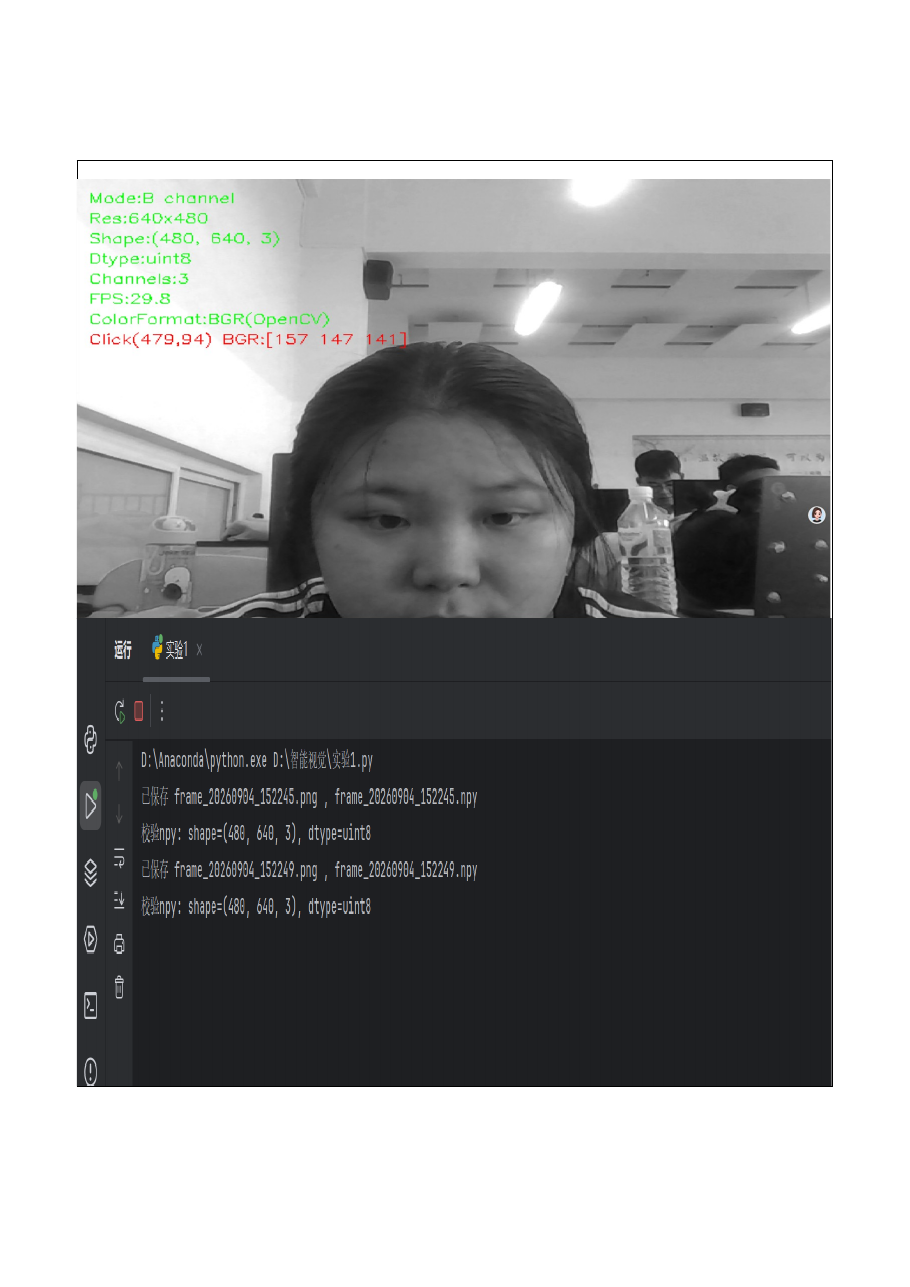 Mode:B channel
Res:640x480
Shape:(480, 640, 3)
Dtype:uint8
Channels:3
FPS:29.8
ColorFormat:BGR(OpenCV)
Click(479,94) BGR:[157 147 141]
运行 实验1
D:\Anaconda\python.exe D:\智能视觉\实验1.py
已保存 frame_20260904_152245.png , frame_20260904_152245.npy
校验npy: shape=(480, 640, 3), dtype=uint8
已保存 frame_20260904_152249.png , frame_20260904_152249.npy
校验npy: shape=(480, 640, 3), dtype=uint8